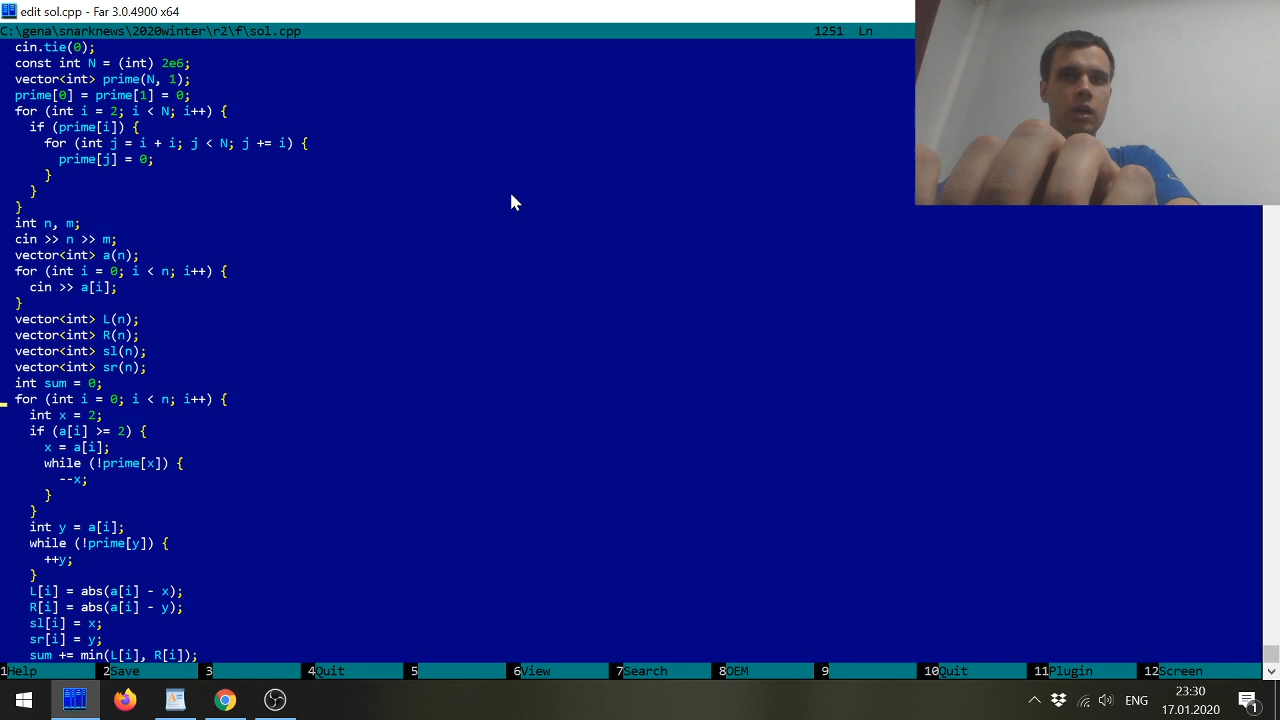 edit sol.cpp - Far 3.0.4900 x64
C:\gena\snarknews\2020winter\r2\f\sol.cpp 1251 Ln
cin.tie(0);
const int N = (int) 2e6;
vector<int> prime(N, 1);
prime[0] = prime[1] = 0;
for (int i = 2; i < N; i++) {
if (prime[i]) {
for (int j = i + i; j < N; j += i) {
prime[j] = 0;
}
}
}
int n, m;
cin >> n >> m;
vector<int> a(n);
for (int i = 0; i < n; i++) {
cin >> a[i];
}
vector<int> L(n);
vector<int> R(n);
vector<int> sl(n);
vector<int> sr(n);
int sum = 0;
for (int i = 0; i < n; i++) {
int x = 2;
if (a[i] >= 2) {
x = a[i];
while (!prime[x]) {
--x;
}
}
int y = a[i];
while (!prime[y]) {
++y;
}
L[i] = abs(a[i] - x);
R[i] = abs(a[i] - y);
sl[i] = x;
sr[i] = y;
sum += min(L[i], R[i]);
1Help 2Save 3 4Quit 5 6View 7Search 8OEM 9 10Quit 11Plugin 12Screen
ENG
23:30
17.01.2020
1